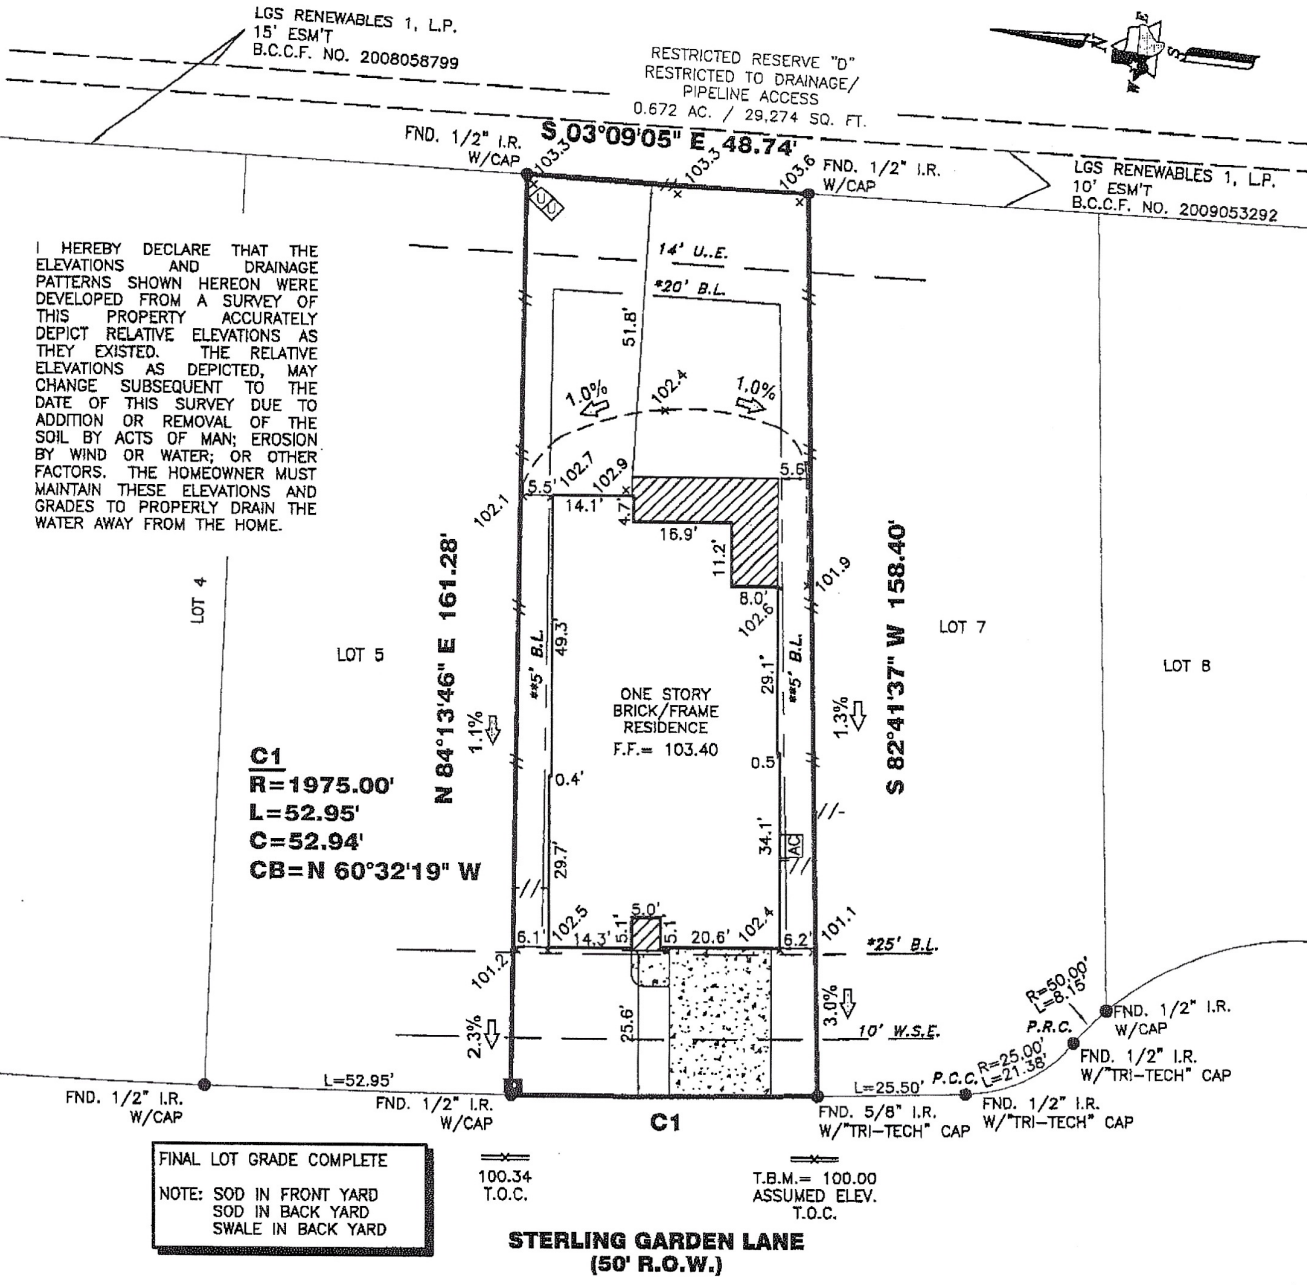 LGS RENEWABLES 1, L.P.
15' ESM'T
B.C.C.F. NO. 2008058799
RESTRICTED RESERVE "D"
RESTRICTED TO DRAINAGE/
PIPELINE ACCESS
0.672 AC. / 29,274 SQ. FT.
N
E
S
W
FND. 1/2" I.R.
W/CAP
S 03°09'05" E 48.74'
103.3
103.3
103.6
FND. 1/2" I.R.
W/CAP
LGS RENEWABLES 1, L.P.
10' ESM'T
B.C.C.F. NO. 2009053292
UU
I HEREBY DECLARE THAT THE
ELEVATIONS AND DRAINAGE
PATTERNS SHOWN HEREON WERE
DEVELOPED FROM A SURVEY OF
THIS PROPERTY ACCURATELY
DEPICT RELATIVE ELEVATIONS AS
THEY EXISTED. THE RELATIVE
ELEVATIONS AS DEPICTED, MAY
CHANGE SUBSEQUENT TO THE
DATE OF THIS SURVEY DUE TO
ADDITION OR REMOVAL OF THE
SOIL BY ACTS OF MAN; EROSION
BY WIND OR WATER; OR OTHER
FACTORS. THE HOMEOWNER MUST
MAINTAIN THESE ELEVATIONS AND
GRADES TO PROPERLY DRAIN THE
WATER AWAY FROM THE HOME.
14' U..E.
*20' B.L.
51.8'
1.0%
102.4
1.0%
102.1
5.5'
102.7
102.9
14.1'
4.7'
5.6'
16.9'
11.2'
8.0'
102.6
101.9
LOT 4
LOT 5
N 84°13'46" E 161.28'
**5' B.L.
49.3'
29.1'
**5' B.L.
S 82°41'37" W 158.40'
LOT 7
LOT 8
ONE STORY
BRICK/FRAME
RESIDENCE
F.F.= 103.40
1.1%
1.3%
C1
R=1975.00'
L=52.95'
C=52.94'
CB=N 60°32'19" W
0.4'
0.5'
29.7'
34.1'
AC
5.0'
6.1'
102.5
14.3'
5.1'
5.1'
20.6'
102.4
6.2'
101.1
*25' B.L.
101.2
2.3%
25.6'
3.0%
10' W.S.E.
R=50.00'
L=8.15'
P.R.C.
FND. 1/2" I.R.
W/CAP
R=25.00'
L=21.38'
P.C.C.
FND. 1/2" I.R.
W/"TRI-TECH" CAP
L=52.95'
L=25.50'
FND. 1/2" I.R.
W/CAP
FND. 1/2" I.R.
W/CAP
C1
FND. 5/8" I.R.
W/"TRI-TECH" CAP
FND. 1/2" I.R.
W/"TRI-TECH" CAP
FINAL LOT GRADE COMPLETE
NOTE: SOD IN FRONT YARD
SOD IN BACK YARD
SWALE IN BACK YARD
100.34
T.O.C.
T.B.M.= 100.00
ASSUMED ELEV.
T.O.C.
STERLING GARDEN LANE
(50' R.O.W.)